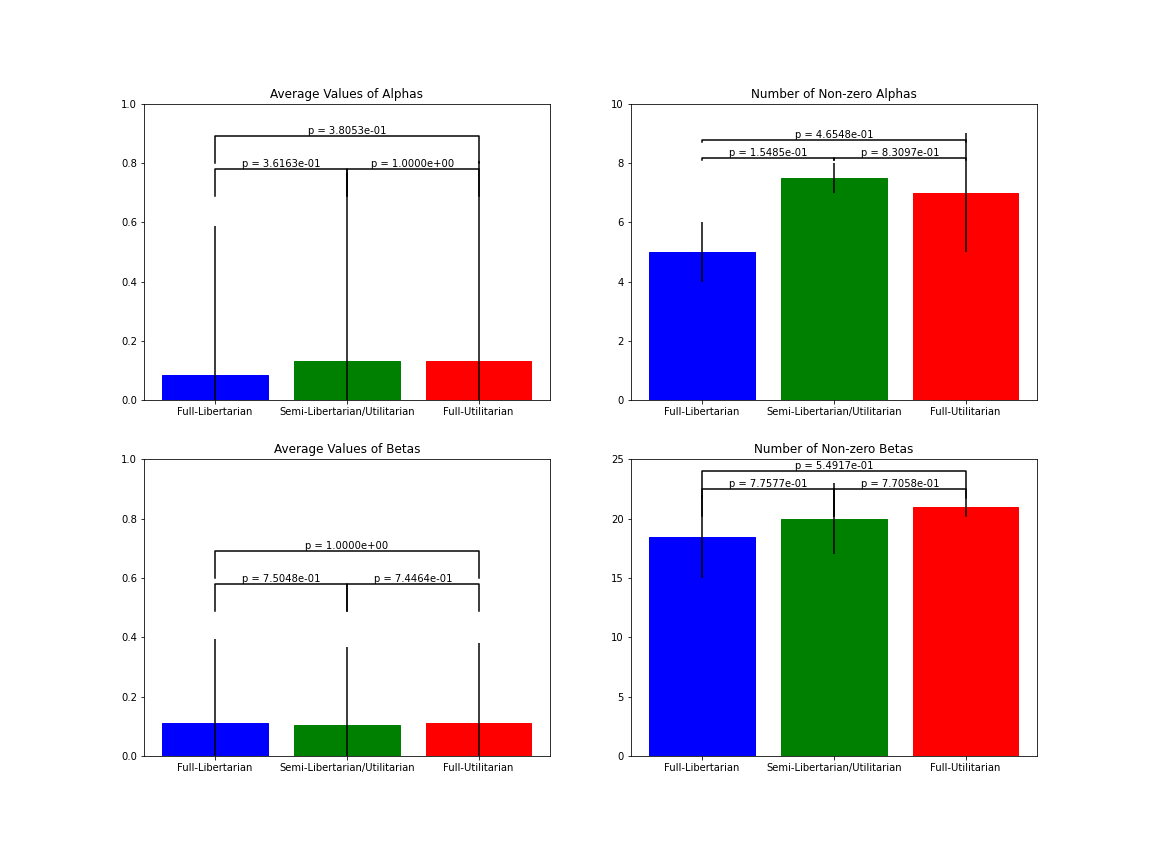 Average Values of Alphas
1.0
0.8
0.6
0.4
0.2
0.0
p = 3.8053e-01
p = 3.6163e-01 p = 1.0000e+00
Full-Libertarian Semi-Libertarian/Utilitarian Full-Utilitarian
Number of Non-zero Alphas
10
8
6
4
2
0
p = 4.6548e-01
p = 1.5485e-01 p = 8.3097e-01
Full-Libertarian Semi-Libertarian/Utilitarian Full-Utilitarian
Average Values of Betas
1.0
0.8
0.6
0.4
0.2
0.0
p = 1.0000e+00
p = 7.5048e-01 p = 7.4464e-01
Full-Libertarian Semi-Libertarian/Utilitarian Full-Utilitarian
Number of Non-zero Betas
25
20
15
10
5
0
p = 5.4917e-01
p = 7.7577e-01 p = 7.7058e-01
Full-Libertarian Semi-Libertarian/Utilitarian Full-Utilitarian